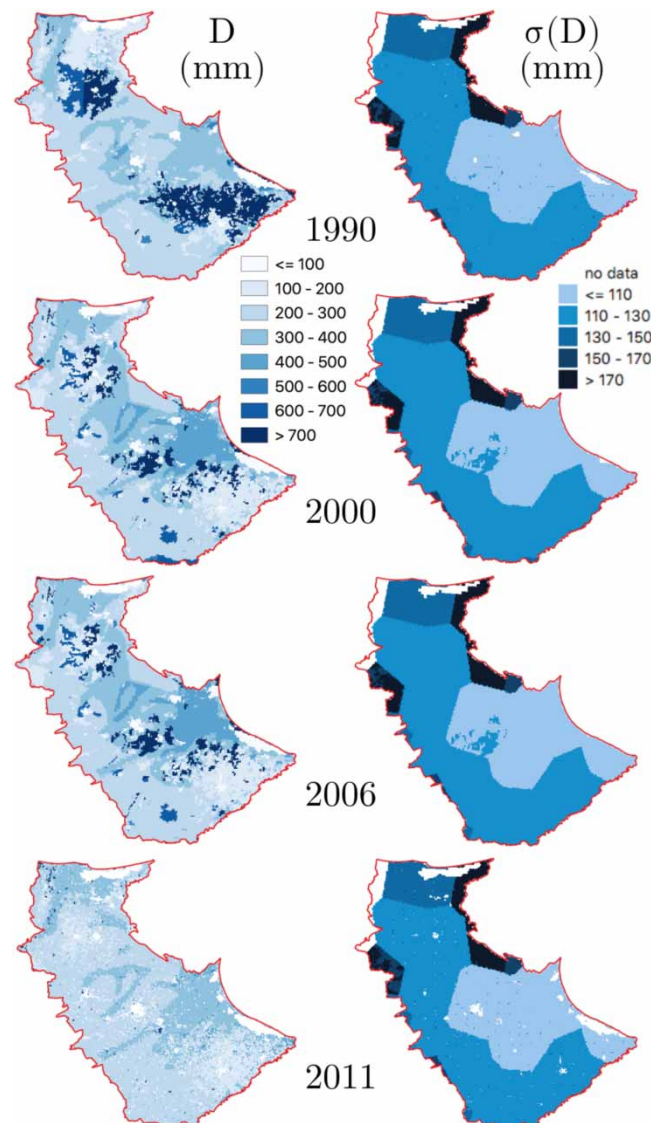 D
(mm)
σ(D)
(mm)
1990
<= 100
100 - 200
200 - 300
300 - 400
400 - 500
500 - 600
600 - 700
> 700
no data
<= 110
110 - 130
130 - 150
150 - 170
> 170
2000
2006
2011